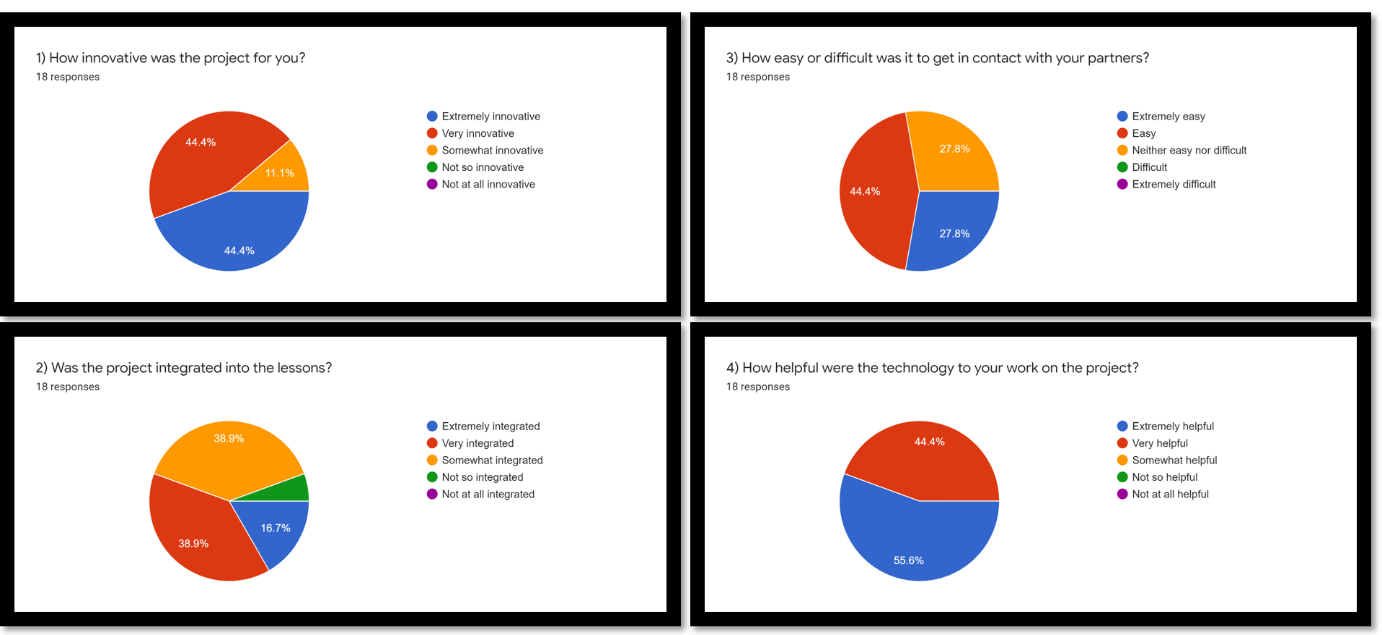 1) How innovative was the project for you?
18 responses
44.4%
11.1%
44.4%
Extremely innovative
Very innovative
Somewhat innovative
Not so innovative
Not at all innovative
3) How easy or difficult was it to get in contact with your partners?
18 responses
27.8%
44.4%
27.8%
Extremely easy
Easy
Neither easy nor difficult
Difficult
Extremely difficult
2) Was the project integrated into the lessons?
18 responses
38.9%
16.7%
38.9%
Extremely integrated
Very integrated
Somewhat integrated
Not so integrated
Not at all integrated
4) How helpful were the technology to your work on the project?
18 responses
44.4%
55.6%
Extremely helpful
Very helpful
Somewhat helpful
Not so helpful
Not at all helpful